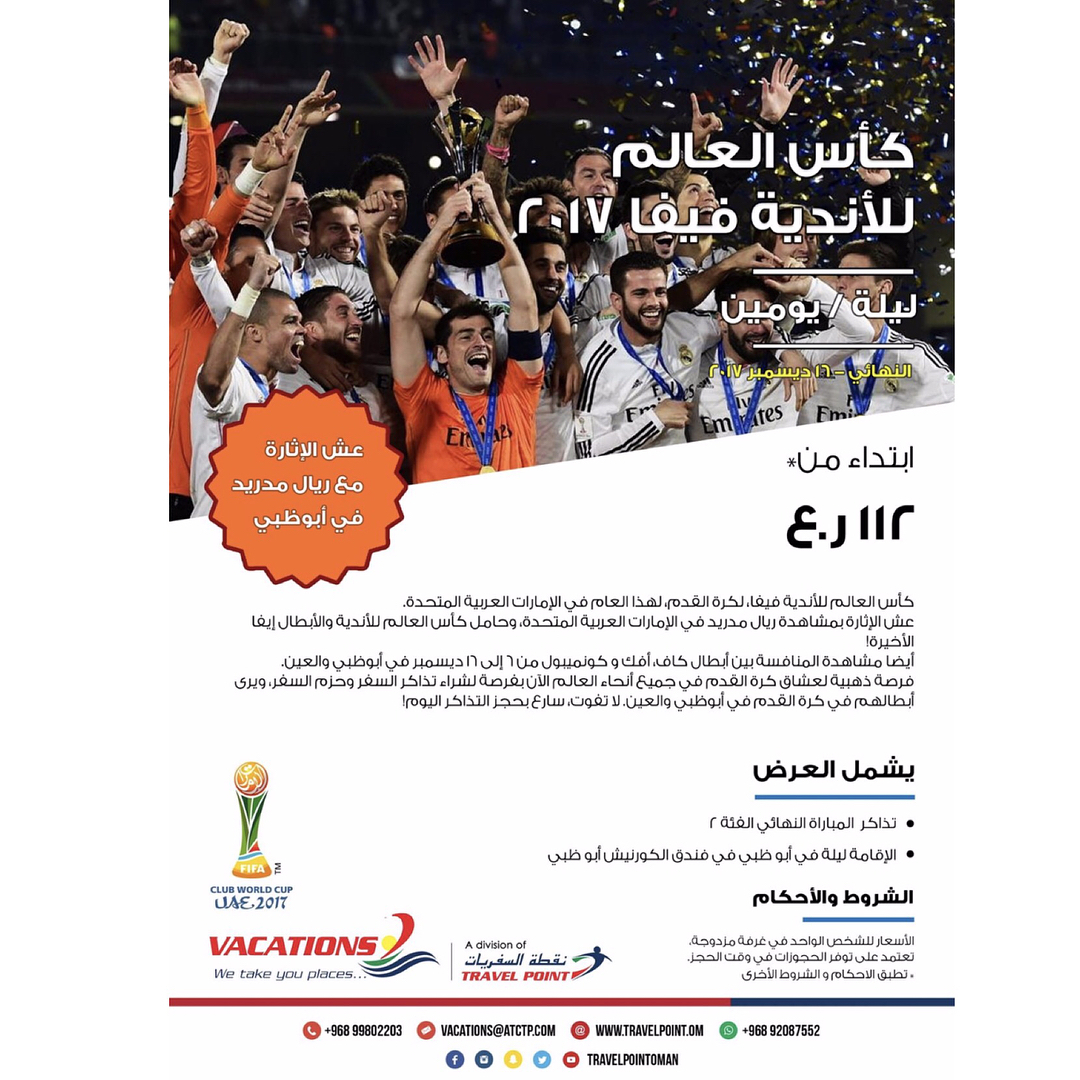 كأس العالم
للأندية فيفا ٢٠١٧
ليلة / يومين
النهائي - ١٦ ديسمبر ٢٠١٧
عش الإثارة
مع ريال مدريد
في أبوظبي
ابتداء من*
١١٢ ر.ع
كأس العالم للأندية فيفا، لكرة القدم، لهذا العام في الإمارات العربية المتحدة.
عش الإثارة بمشاهدة ريال مدريد في الإمارات العربية المتحدة، وحامل كأس العالم للأندية والأبطال إيفا
الأخيرة!
أيضا مشاهدة المنافسة بين أبطال كاف، أفك و كونميبول من ٦ إلى ١٦ ديسمبر في أبوظبي والعين.
فرصة ذهبية لعشاق كرة القدم في جميع أنحاء العالم الآن بفرصة لشراء تذاكر السفر وحزم السفر، ويرى
أبطالهم في كرة القدم في أبوظبي والعين. لا تفوت، سارع بحجز التذاكر اليوم!
يشمل العرض
• تذاكر المباراة النهائي الفئة ٢
• الإقامة ليلة في أبو ظبي في فندق الكورنيش أبو ظبي
الشروط والأحكام
الأسعار للشخص الواحد في غرفة مزدوجة.
تعتمد على توفر الحجوزات في وقت الحجز.
* تطبق الاحكام و الشروط الأخرى
FIFA TM
CLUB WORLD CUP
UAE 2017
VACATIONS
We take you places...
A division of
نقطة السفريات
TRAVEL POINT
+968 99802203 VACATIONS@ATCTP.COM WWW.TRAVELPOINT.OM +968 92087552
TRAVELPOINTOMAN